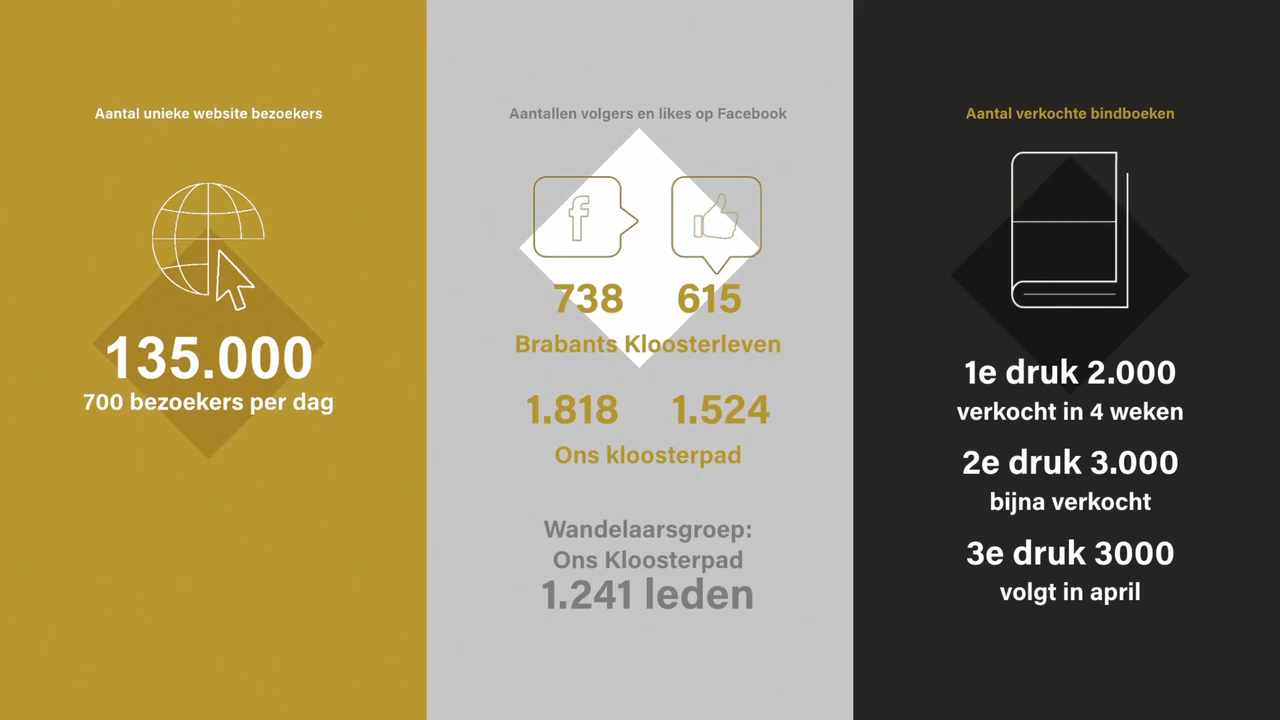 Aantal unieke website bezoekers
135.000
700 bezoekers per dag
Aantallen volgers en likes op Facebook
f
738 615
Brabants Kloosterleven
1.818 1.524
Ons kloosterpad
Wandelaarsgroep:
Ons Kloosterpad
1.241 leden
Aantal verkochte bindboeken
1e druk 2.000
verkocht in 4 weken
2e druk 3.000
bijna verkocht
3e druk 3000
volgt in april